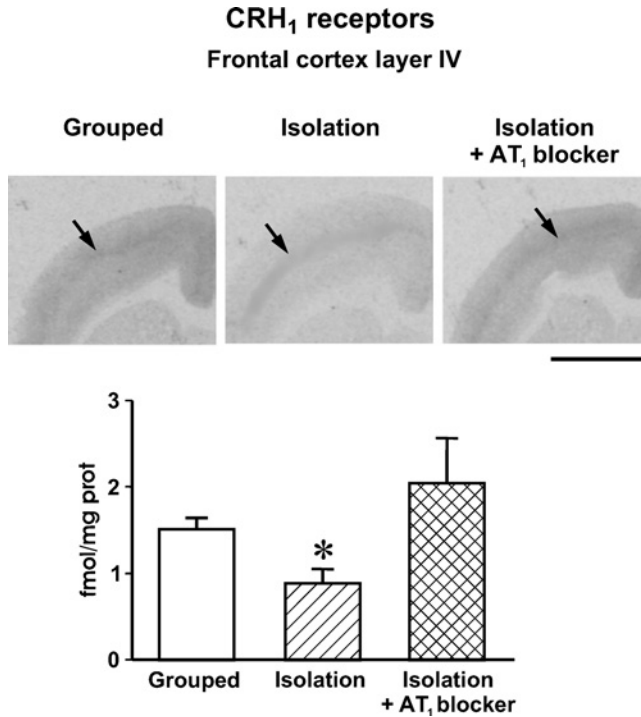 CRH₁ receptors
Frontal cortex layer IV
Grouped
Isolation
Isolation
+ AT₁ blocker
3
2
1
0
fmol/mg prot
*
Grouped
Isolation
Isolation
+ AT₁ blocker